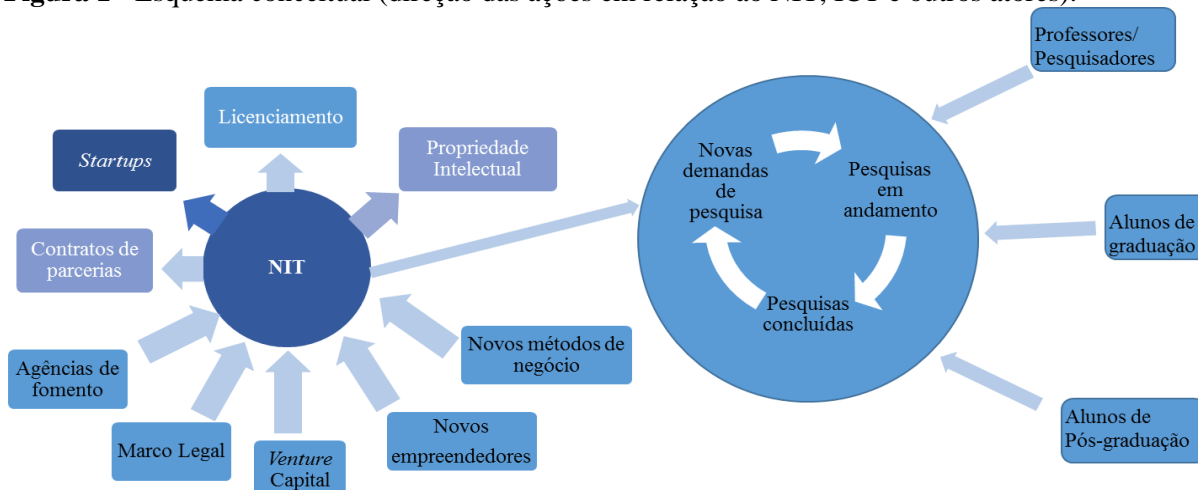 Professores/
Pesquisadores
Licenciamento
Startups
Propriedade
Intelectual
Novas
demandas
de
pesquisa
Pesquisas
em
andamento
Contratos de
parcerias
NIT
Alunos de
graduação
Pesquisas
concluídas
Novos métodos de
negócio
Agências de
fomento
Marco Legal
Venture
Capital
Novos
empreendedores
Alunos de
Pós-graduação